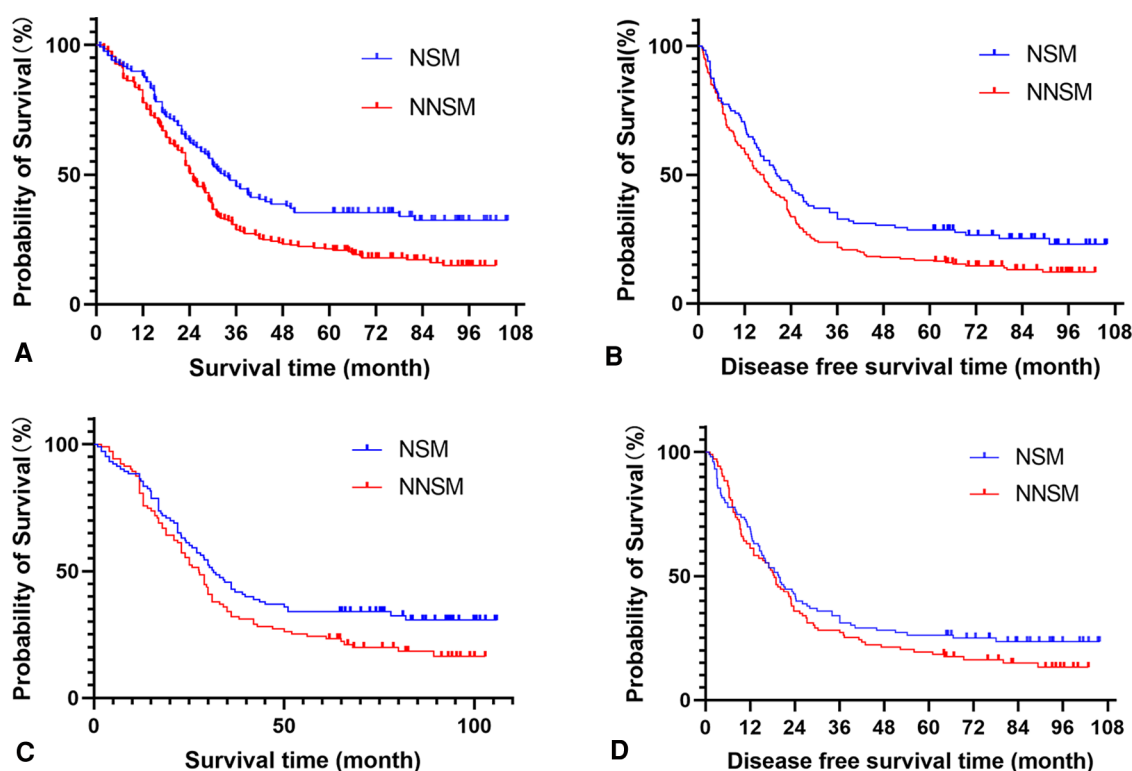 Probability of Survival (%)
100
50
0
NSM
NNSM
0 12 24 36 48 60 72 84 96 108
Survival time (month)
A
Probability of Survival(%)
100
50
0
NSM
NNSM
0 12 24 36 48 60 72 84 96 108
Disease free survival time (month)
B
Probability of Survival (%)
100
50
0
NSM
NNSM
0 50 100
Survival time (month)
C
Probability of Survival (%)
100
50
0
NSM
NNSM
0 12 24 36 48 60 72 84 96 108
Disease free survival time (month)
D